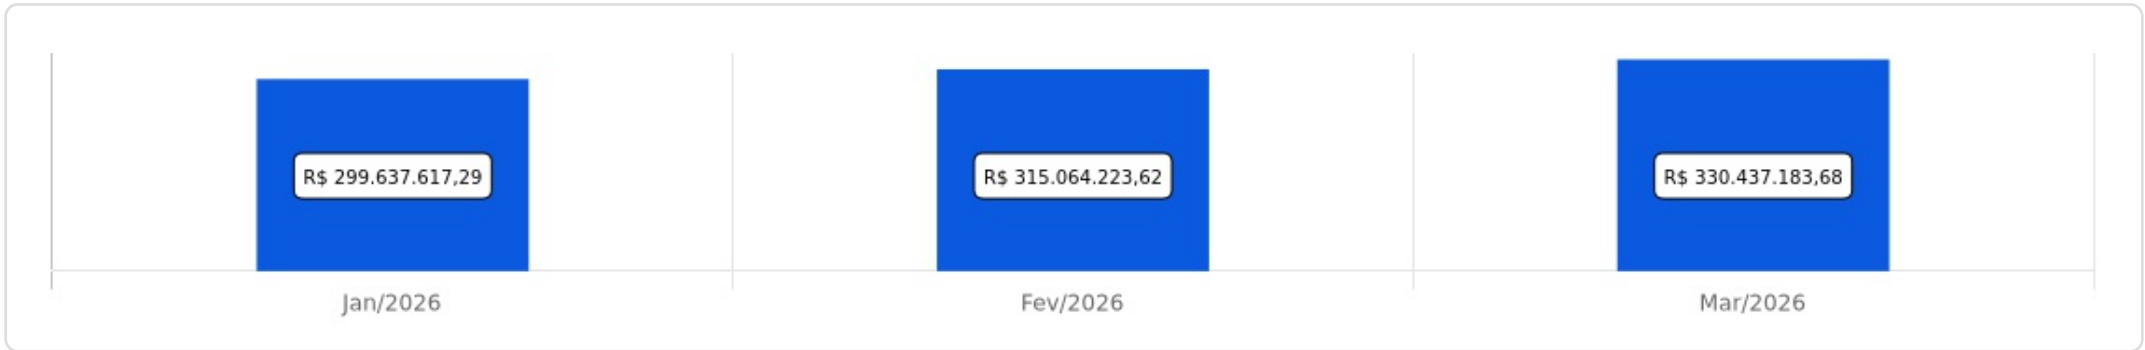 R$ 299.637.617,29
R$ 315.064.223,62
R$ 330.437.183,68
Jan/2026
Fev/2026
Mar/2026